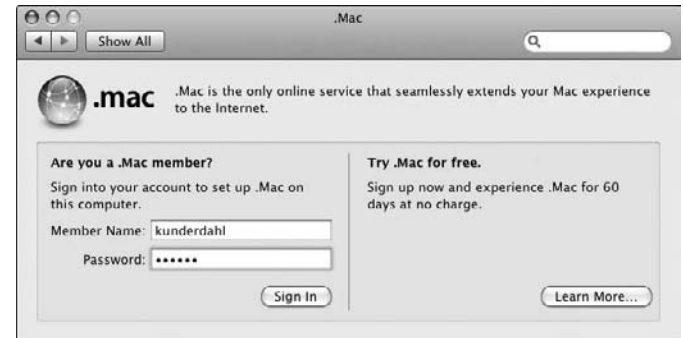 .Mac
Show All
.mac
.Mac is the only online service that seamlessly extends your Mac experience
to the Internet.
Are you a .Mac member?
Sign into your account to set up .Mac on
this computer.
Member Name: kunderdahl
Password: ••••••
Sign In
Try .Mac for free.
Sign up now and experience .Mac for 60
days at no charge.
Learn More...